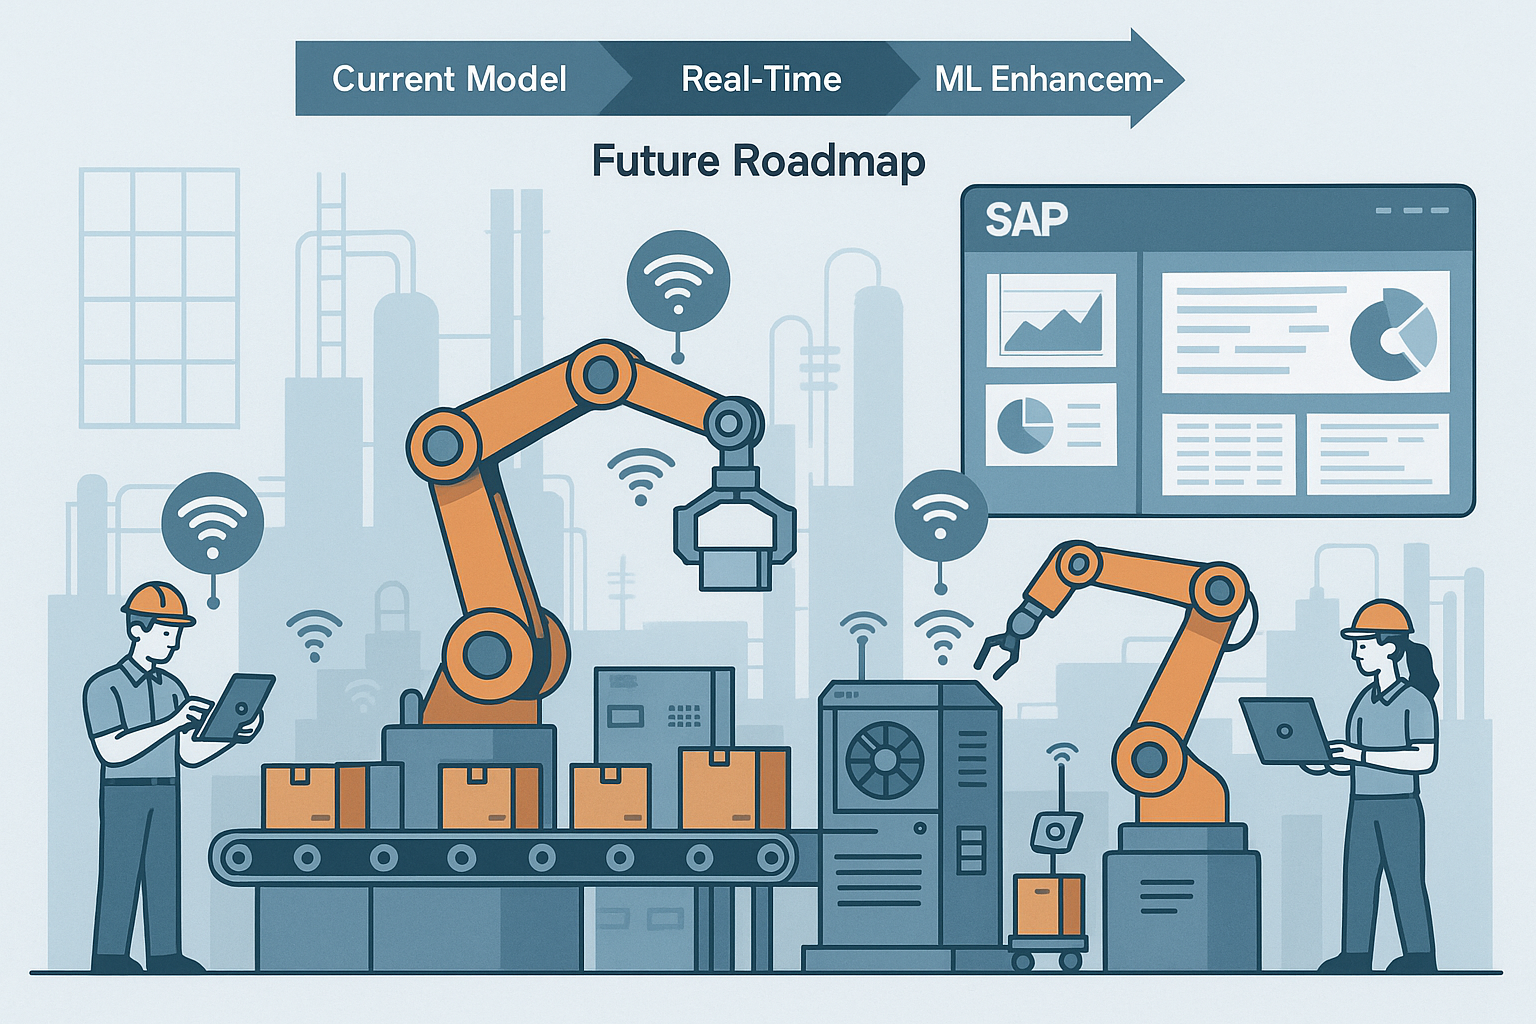 Current Model
Real-Time
ML Enhancem-
Future Roadmap
SAP